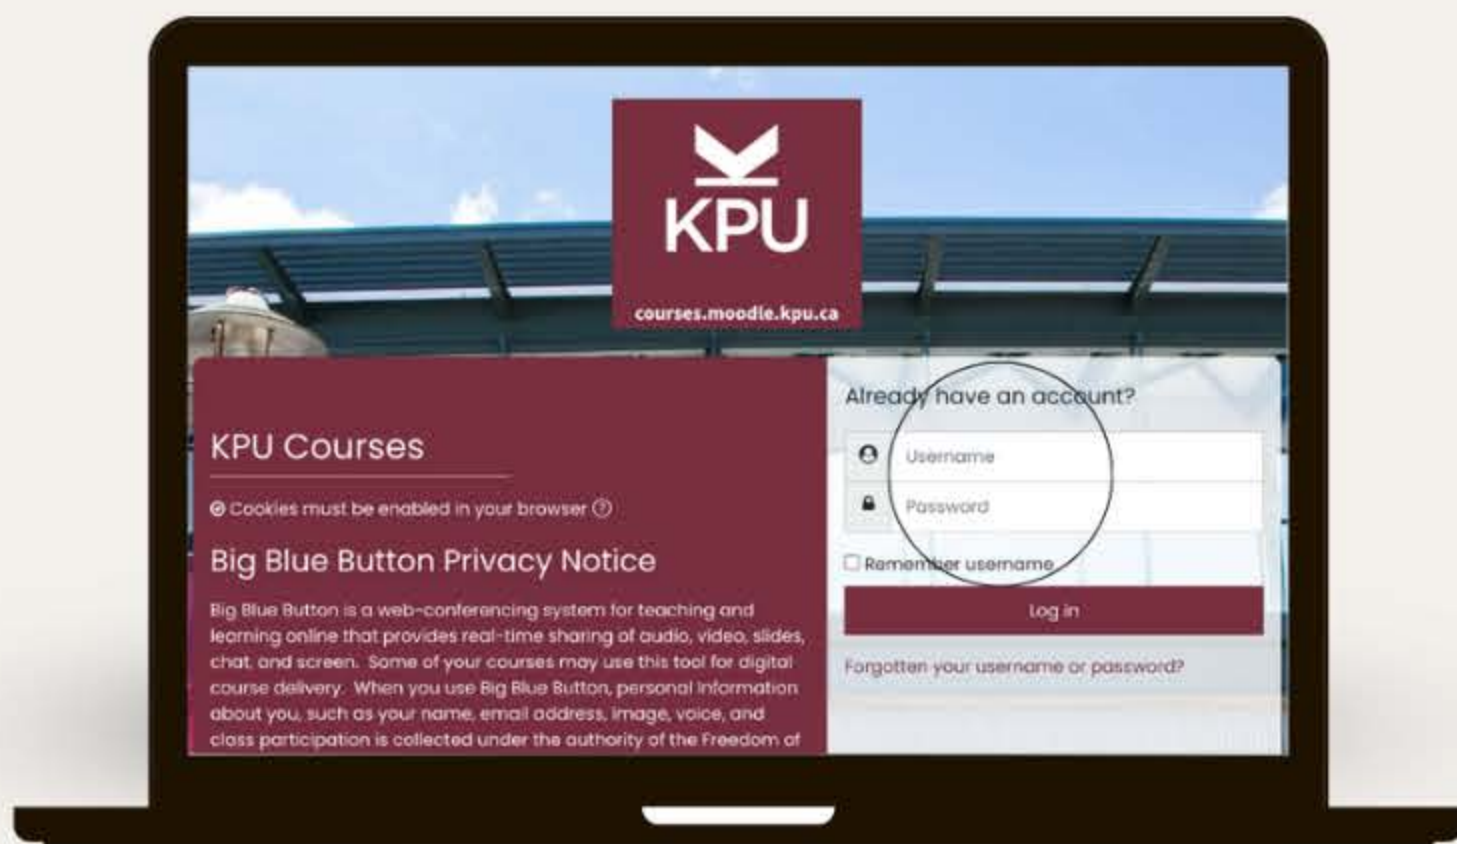 KPU
courses.moodle.kpu.ca
KPU Courses
Cookies must be enabled in your browser
Big Blue Button Privacy Notice
Big Blue Button is a web-conferencing system for teaching and
learning online that provides real-time sharing of audio, video, slides,
chat, and screen. Some of your courses may use this tool for digital
course delivery. When you use Big Blue Button, personal information
about you, such as your name, email address, image, voice, and
class participation is collected under the authority of the Freedom of
Already have an account?
Username
Password
Remember username
Log in
Forgotten your username or password?